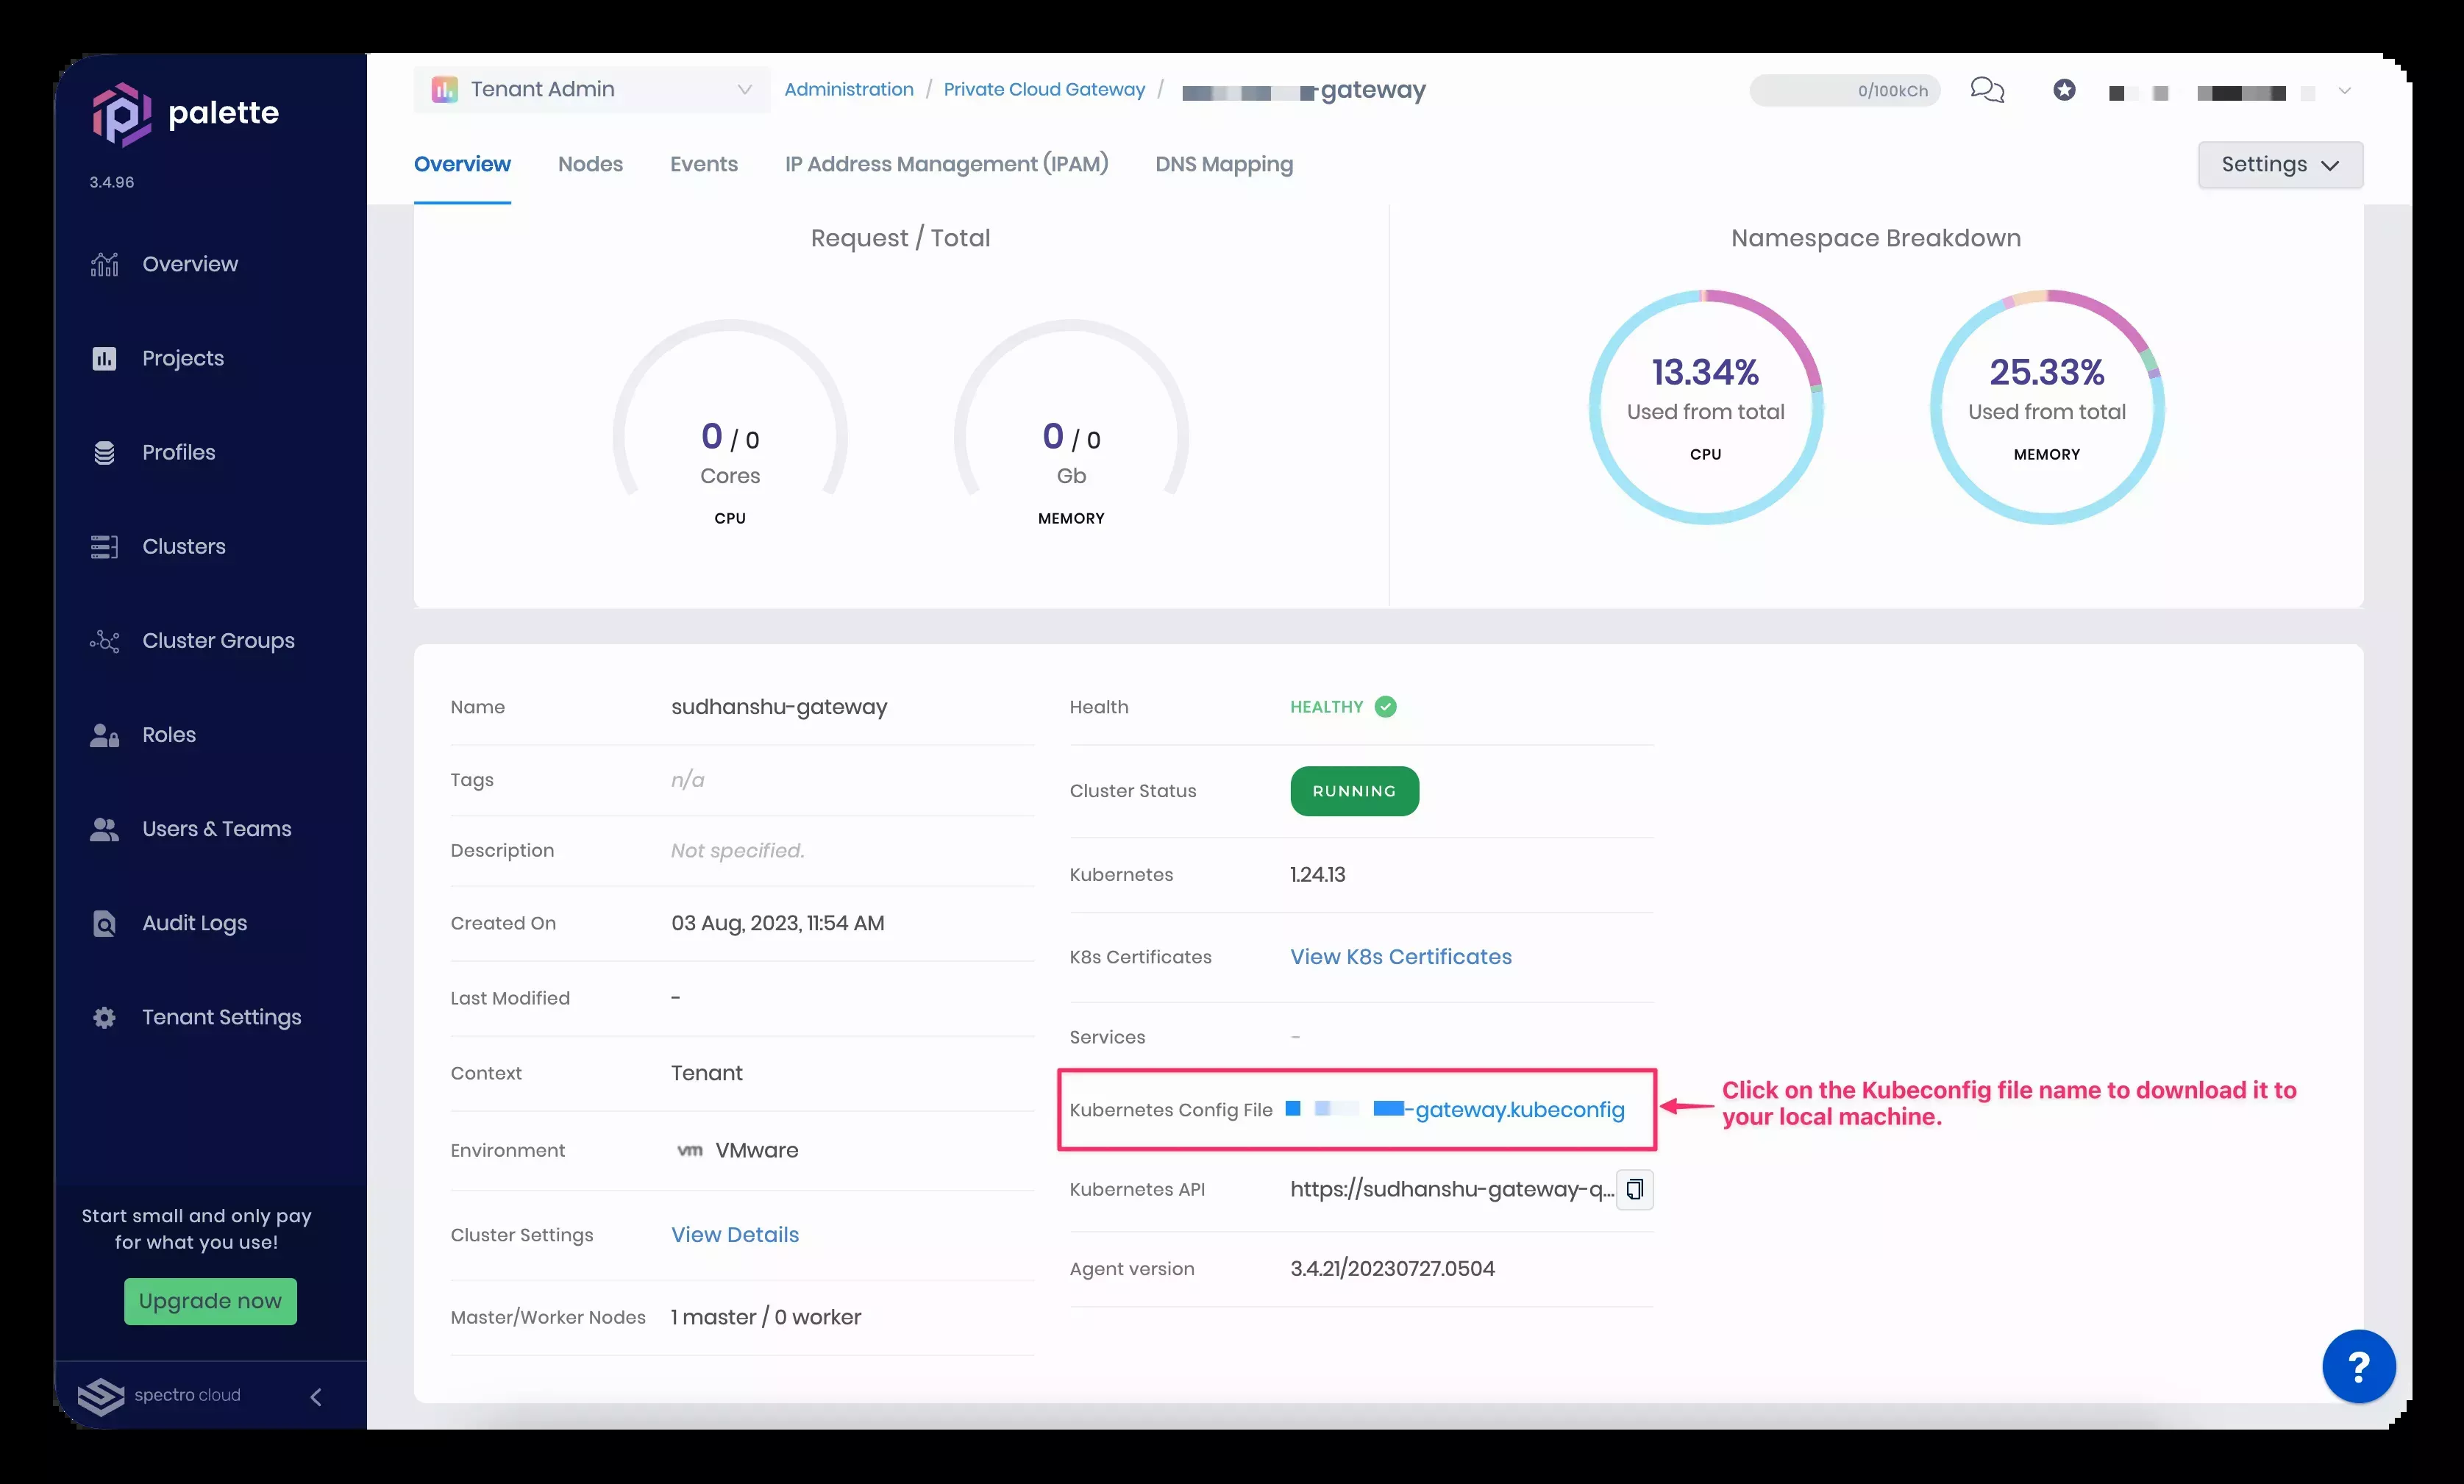 palette
3.4.96
Overview
Projects
Profiles
Clusters
Cluster Groups
Roles
Users & Teams
Audit Logs
Tenant Settings
Start small and only pay
for what you use!
Upgrade now
spectro cloud
Tenant Admin
Administration / Private Cloud Gateway / -gateway
0/100kCh
Overview Nodes Events IP Address Management (IPAM) DNS Mapping
Settings
Request / Total
0 / 0
Cores
CPU
0 / 0
Gb
MEMORY
Namespace Breakdown
13.34%
Used from total
CPU
25.33%
Used from total
MEMORY
Name sudhanshu-gateway
Tags n/a
Description Not specified.
Created On 03 Aug, 2023, 11:54 AM
Last Modified -
Context Tenant
Environment vm VMware
Cluster Settings View Details
Master/Worker Nodes 1 master / 0 worker
Health HEALTHY
Cluster Status RUNNING
Kubernetes 1.24.13
K8s Certificates View K8s Certificates
Services -
Kubernetes Config File -gateway.kubeconfig
Kubernetes API https://sudhanshu-gateway-q...
Agent version 3.4.21/20230727.0504
Click on the Kubeconfig file name to download it to
your local machine.
?